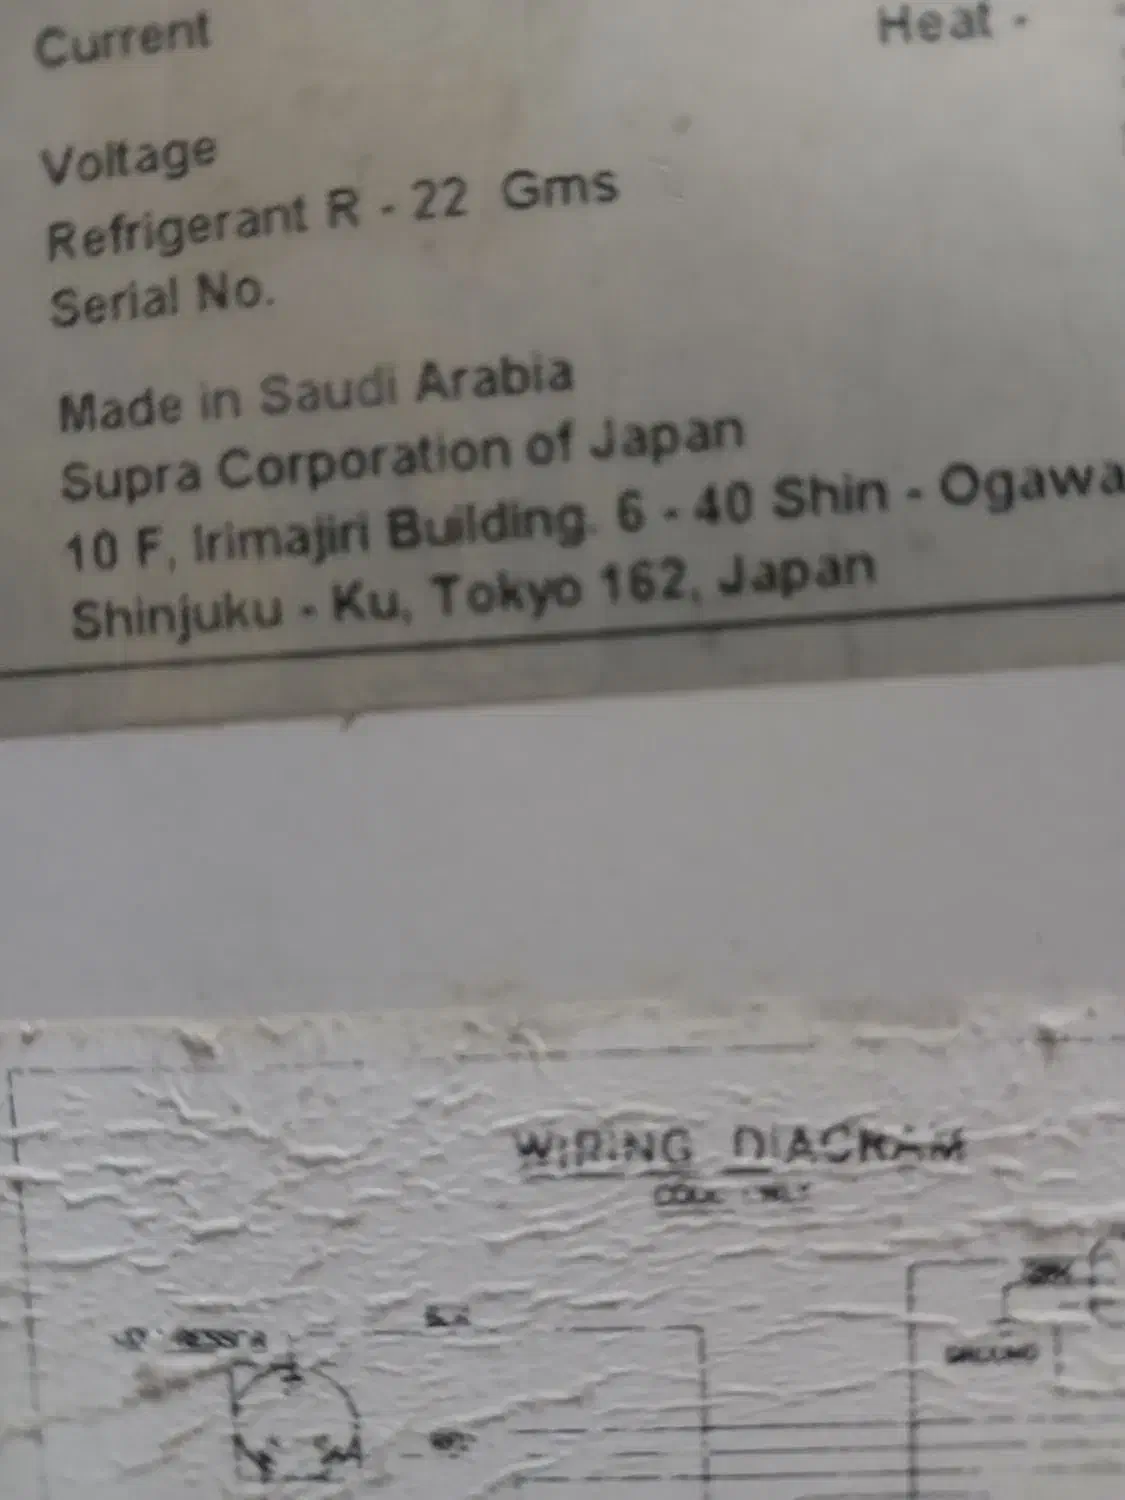 Current
Heat -
Voltage
Refrigerant R - 22 Gms
Serial No.
Made in Saudi Arabia
Supra Corporation of Japan
10 F, Irimajiri Building. 6 - 40 Shin - Ogawa
Shinjuku - Ku, Tokyo 162, Japan
WIRING DIAGRAM
GROUND